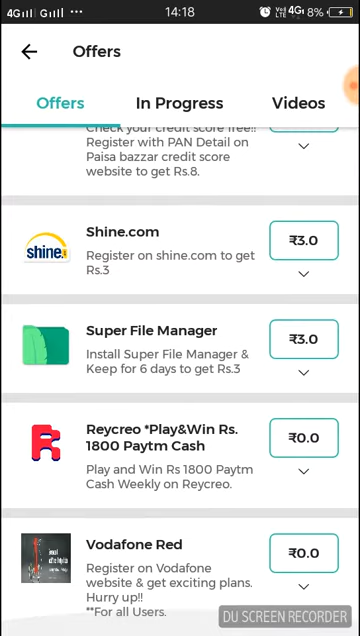 4G G ••• 14:18 VoI LTE 4G 8%
Offers
Offers In Progress Videos
Check your credit score free!!
Register with PAN Detail on
Paisa bazzar credit score
website to get Rs.8.
Shine.com
₹3.0
shine.
Register on shine.com to get
Rs.3
Super File Manager
₹3.0
Install Super File Manager &
Keep for 6 days to get Rs.3
Reycreo *Play&Win Rs.
1800 Paytm Cash
₹0.0
Play and Win Rs 1800 Paytm
Cash Weekly on Reycreo.
Vodafone Red
₹0.0
Register on Vodafone
website & get exciting plans.
Hurry up!!
**For all Users.
DU SCREEN RECORDER